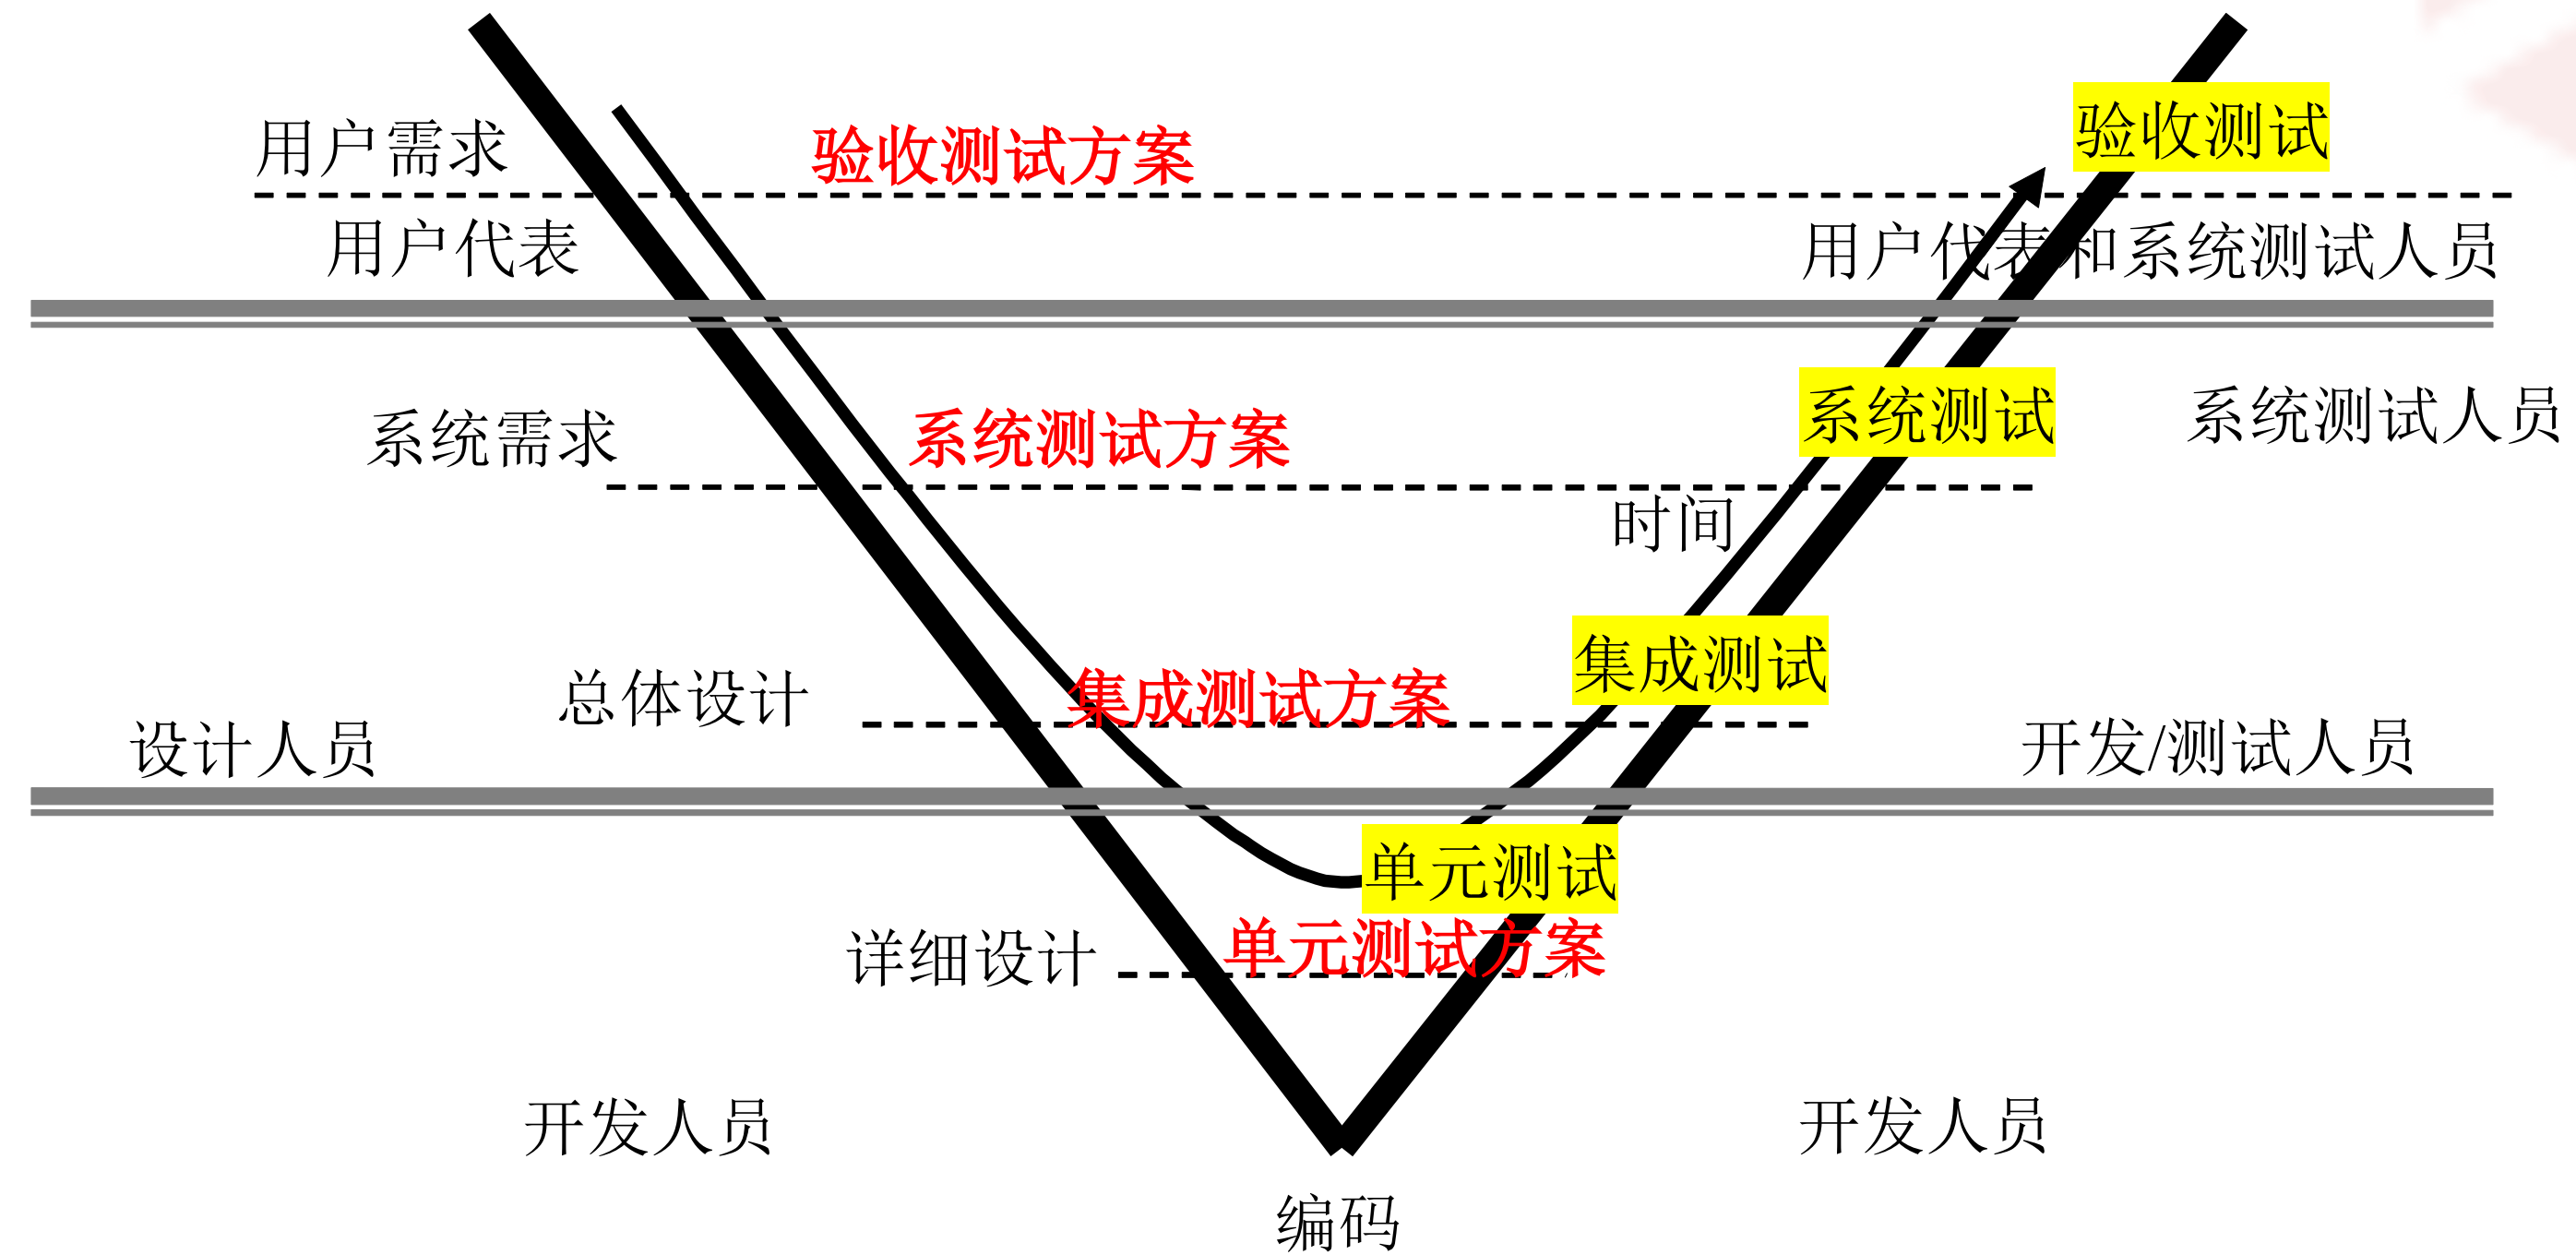 用户需求
验收测试方案
验收测试
用户代表
用户代表和系统测试人员
系统需求
系统测试方案
系统测试
系统测试人员
时间
总体设计
集成测试方案
集成测试
设计人员
开发/测试人员
单元测试
详细设计
单元测试方案
开发人员
开发人员
编码